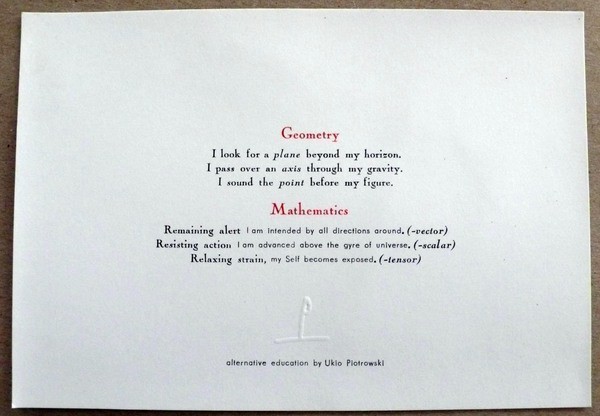 Geometry
I look for a plane beyond my horizon.
I pass over an axis through my gravity.
I sound the point before my figure.
Mathematics
Remaining alert I am intended by all directions around. (-vector)
Resisting action I am advanced above the gyre of universe. (-scalar)
Relaxing strain, my Self becomes exposed. (-tensor)
alternative education by Uklo Piotrowski